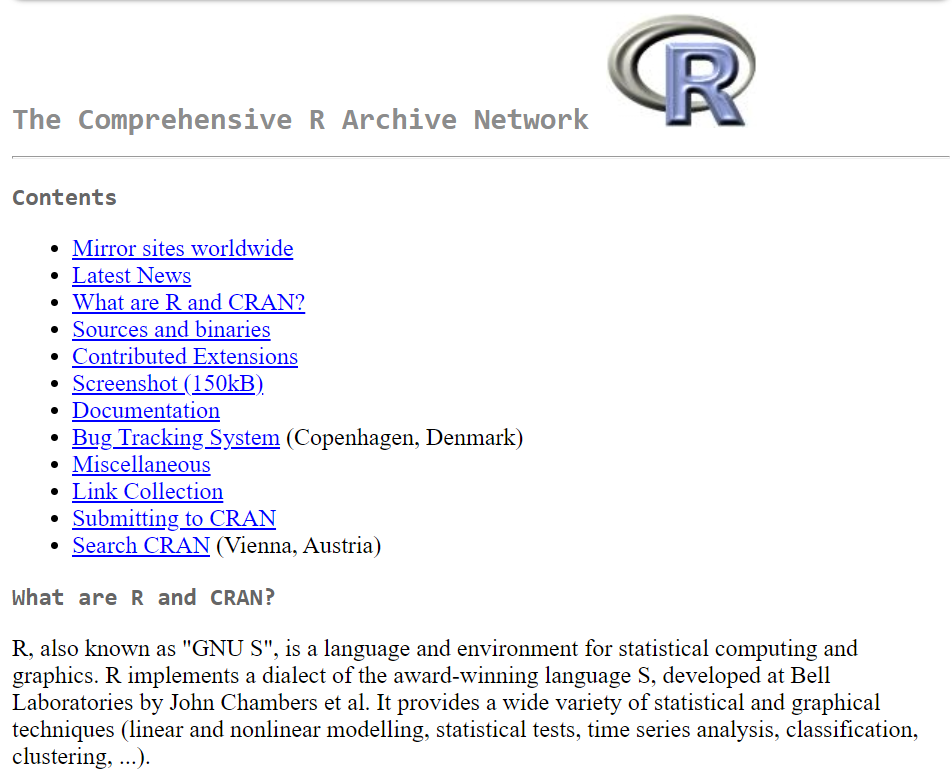 The Comprehensive R Archive Network
R
Contents
Mirror sites worldwide
Latest News
What are R and CRAN?
Sources and binaries
Contributed Extensions
Screenshot (150kB)
Documentation
Bug Tracking System (Copenhagen, Denmark)
Miscellaneous
Link Collection
Submitting to CRAN
Search CRAN (Vienna, Austria)
What are R and CRAN?
R, also known as "GNU S", is a language and environment for statistical computing and
graphics. R implements a dialect of the award-winning language S, developed at Bell
Laboratories by John Chambers et al. It provides a wide variety of statistical and graphical
techniques (linear and nonlinear modelling, statistical tests, time series analysis, classification,
clustering, ...).